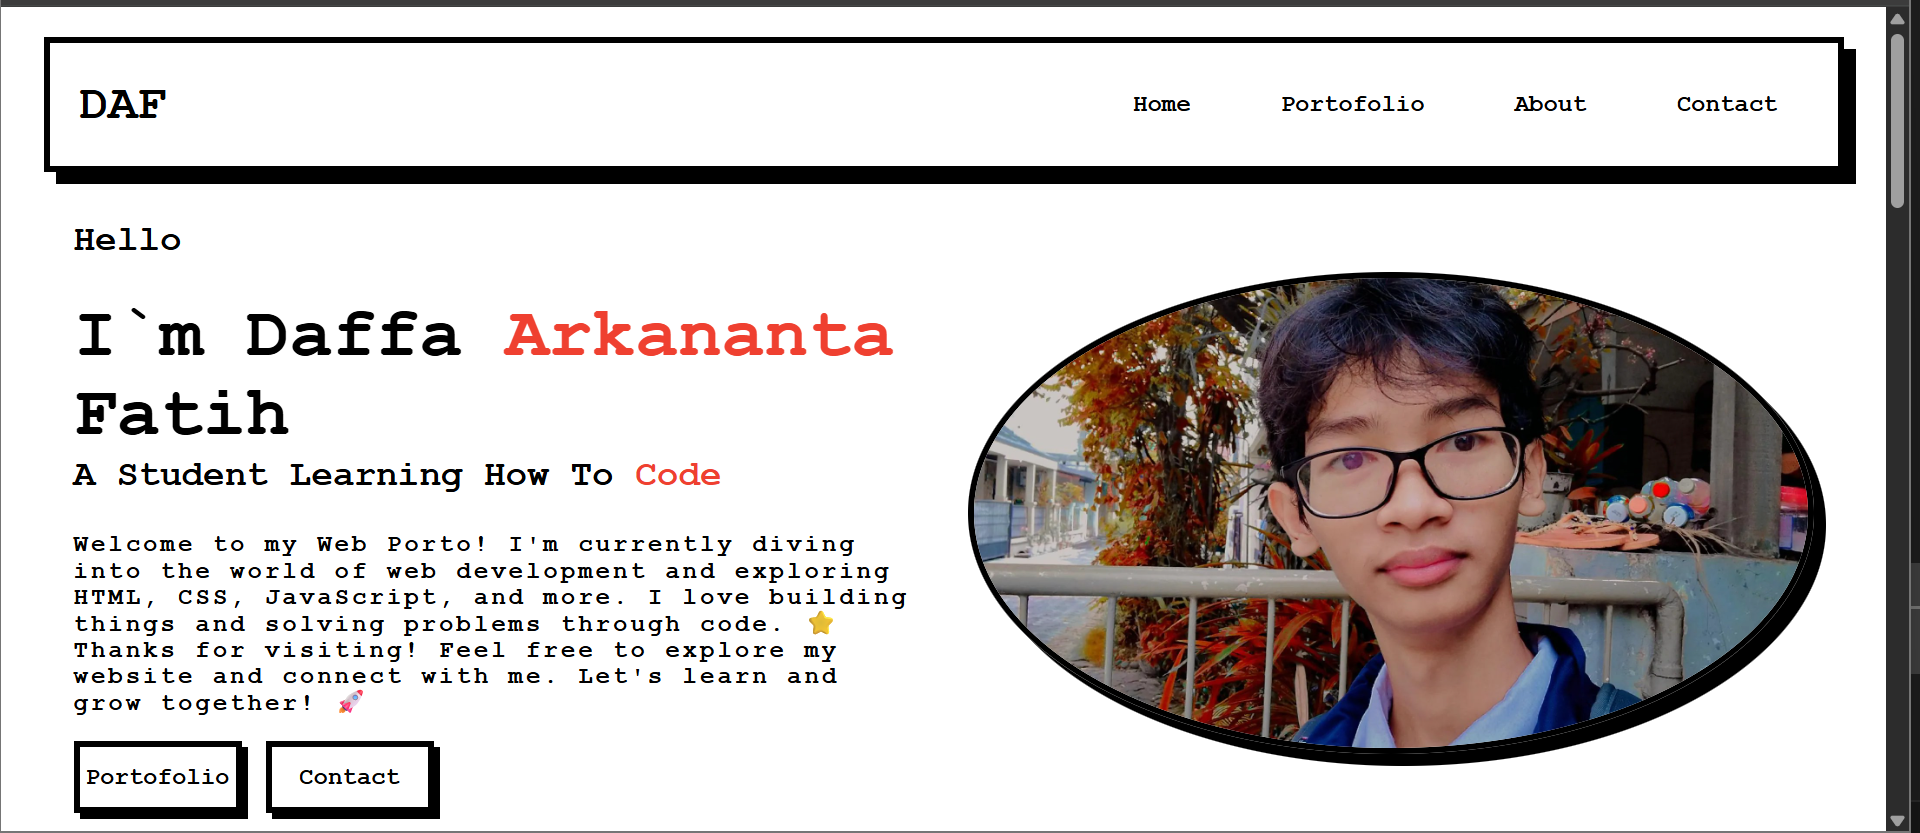 DAF
Home Portofolio About Contact
Hello
I`m Daffa Arkananta
Fatih
A Student Learning How To Code
Welcome to my Web Porto! I'm currently diving
into the world of web development and exploring
HTML, CSS, JavaScript, and more. I love building
things and solving problems through code. ⭐
Thanks for visiting! Feel free to explore my
website and connect with me. Let's learn and
grow together! 🚀
Portofolio
Contact